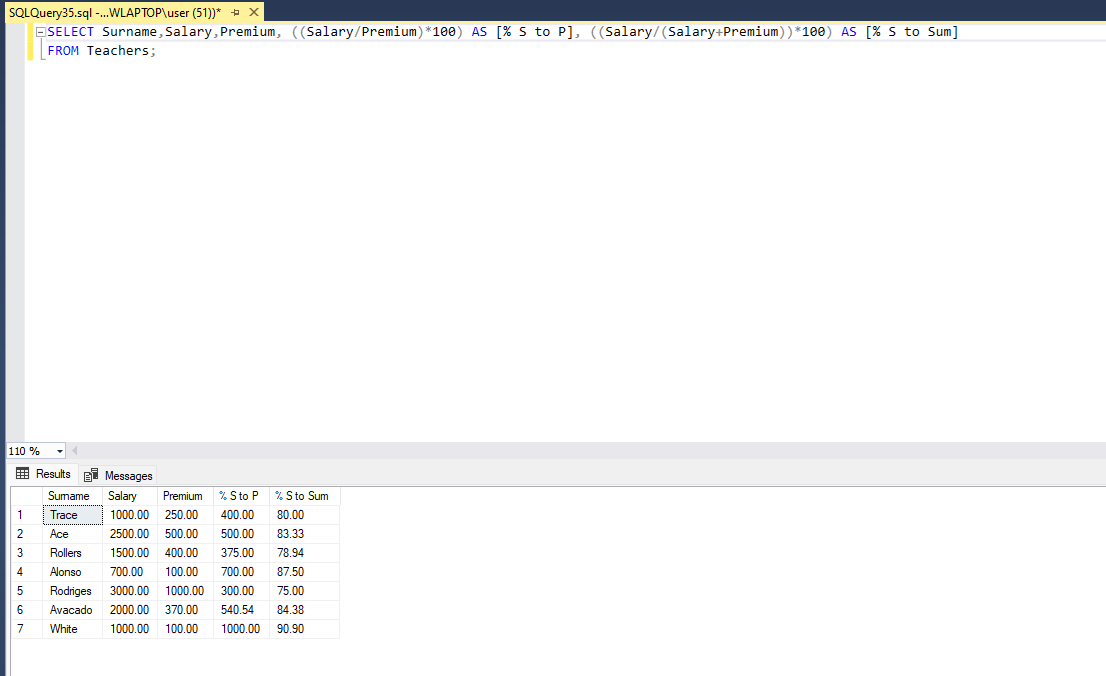 SQLQuery35.sql -...WLAPTOP\user (51))*
SELECT Surname,Salary,Premium, ((Salary/Premium)*100) AS [% S to P], ((Salary/(Salary+Premium))*100) AS [% S to Sum]
FROM Teachers;
110 %
Results Messages
Surname Salary Premium % S to P % S to Sum
1 Trace 1000.00 250.00 400.00 80.00
2 Ace 2500.00 500.00 500.00 83.33
3 Rollers 1500.00 400.00 375.00 78.94
4 Alonso 700.00 100.00 700.00 87.50
5 Rodriges 3000.00 1000.00 300.00 75.00
6 Avacado 2000.00 370.00 540.54 84.38
7 White 1000.00 100.00 1000.00 90.90